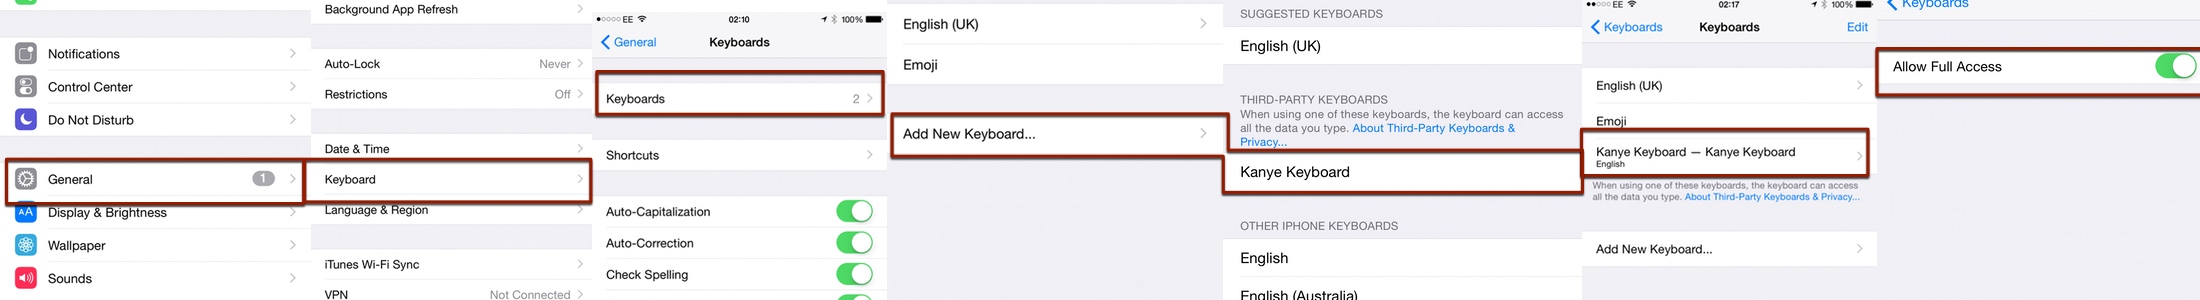 Notifications
Control Center
Do Not Disturb
General 1
Display & Brightness
Wallpaper
Sounds
Background App Refresh
Auto-Lock Never
Restrictions Off
Date & Time
Keyboard
Language & Region
iTunes Wi-Fi Sync
VPN Not Connected
EE 02:10 100%
General Keyboards
Keyboards 2
Shortcuts
Auto-Capitalization
Auto-Correction
Check Spelling
English (UK)
Emoji
Add New Keyboard...
SUGGESTED KEYBOARDS
English (UK)
THIRD-PARTY KEYBOARDS
When using one of these keyboards, the keyboard can access
all the data you type. About Third-Party Keyboards &
Privacy...
Kanye Keyboard
OTHER IPHONE KEYBOARDS
English
English (Australia)
EE 02:17 100%
Keyboards Keyboards Edit
English (UK)
Emoji
Kanye Keyboard — Kanye Keyboard
English
When using one of these keyboards, the keyboard can access
all the data you type. About Third-Party Keyboards & Privacy...
Add New Keyboard...
Keyboards
Allow Full Access